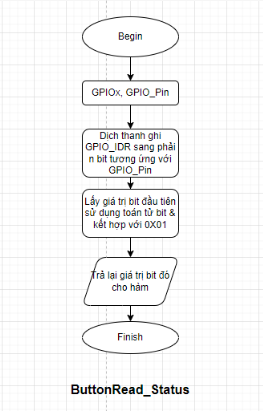 Begin
GPIOx, GPIO_Pin
Dịch thanh ghi
GPIO_IDR sang phải
n bit tương ứng với
GPIO_Pin
Lấy giá trị bit đầu tiên
sử dụng toán tử bit &
kết hợp với 0X01
Trả lại giá trị bit đó
cho hàm
Finish
ButtonRead_Status